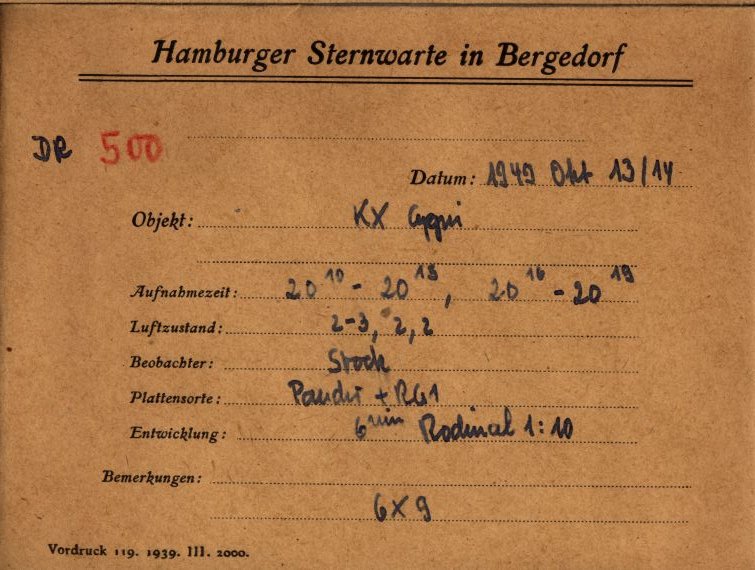 Hamburger Sternwarte in Bergedorf
DR 500
Datum: 1949 Okt 13/14
Objekt: KX Cygni
Aufnahmezeit: 20 10 - 20 13, 20 16 - 20 19
Luftzustand: 2-3, 2, 2
Beobachter: Stock
Plattensorte: + RG1
Entwicklung: 6 min Rodinal 1:10
Bemerkungen:
6 X 9
Vordruck 119. 1939. III. 2000.